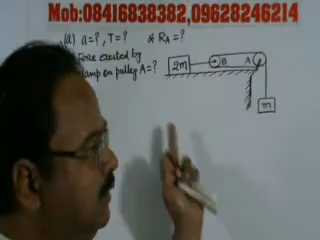 Mob:08416838382,09628246214
(a) a=?, T=? & RA=?
Force exerted by
clamp on pulley A=?
2m B A
m